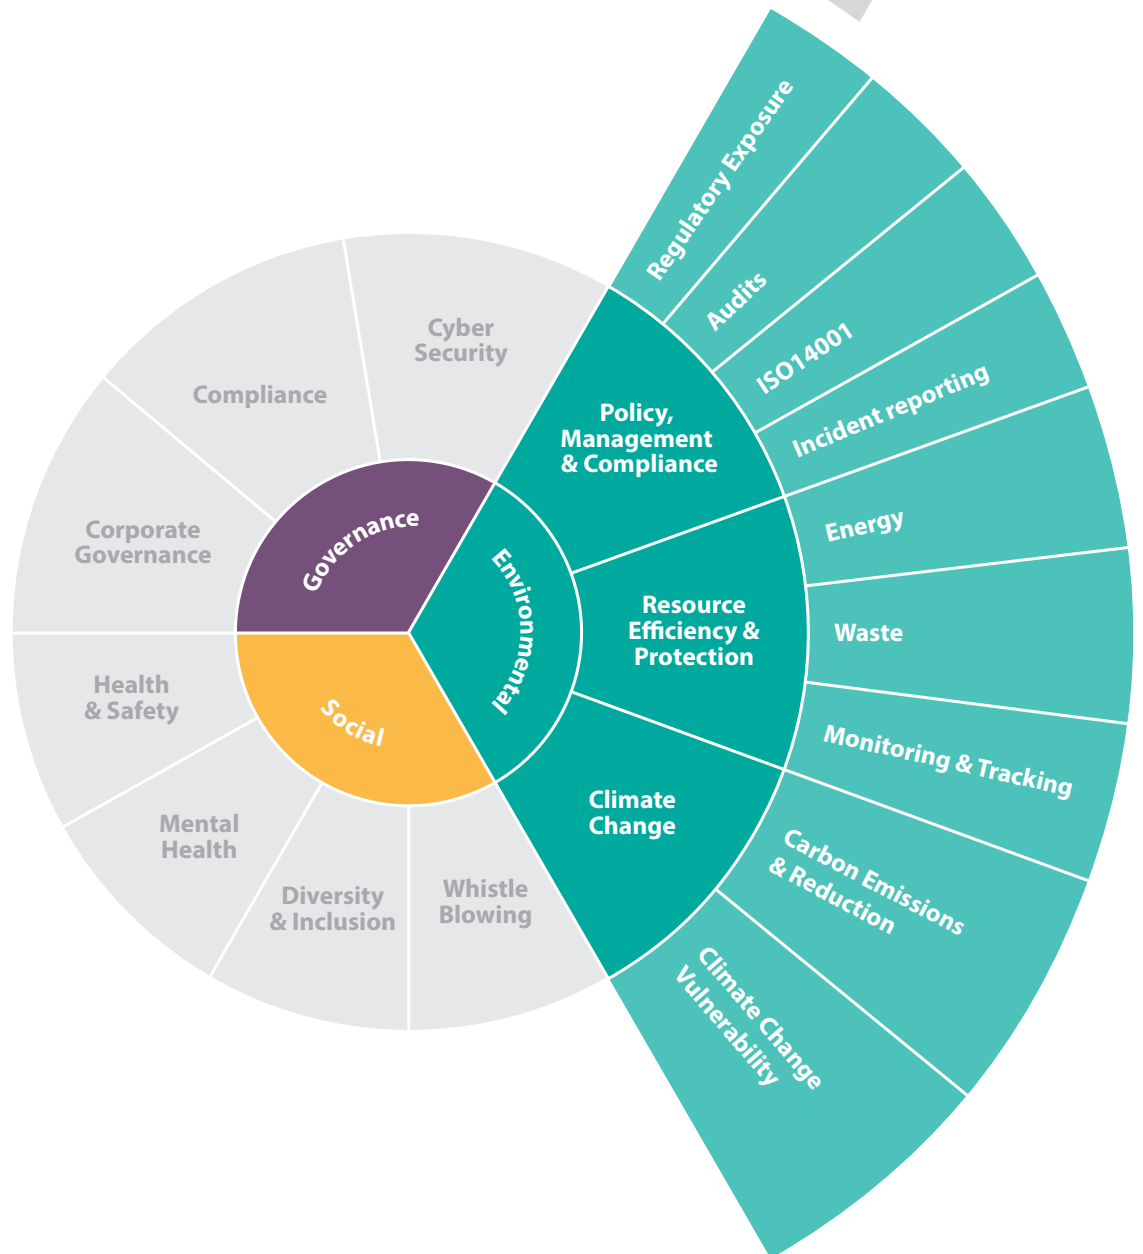 Governance
Environmental
Social
Cyber
Security
Compliance
Corporate
Governance
Health
& Safety
Mental
Health
Diversity
& Inclusion
Whistle
Blowing
Policy,
Management
& Compliance
Resource
Efficiency &
Protection
Climate
Change
Regulatory Exposure
Audits
ISO14001
Incident reporting
Energy
Waste
Monitoring & Tracking
Carbon Emissions
& Reduction
Climate Change
Vulnerability